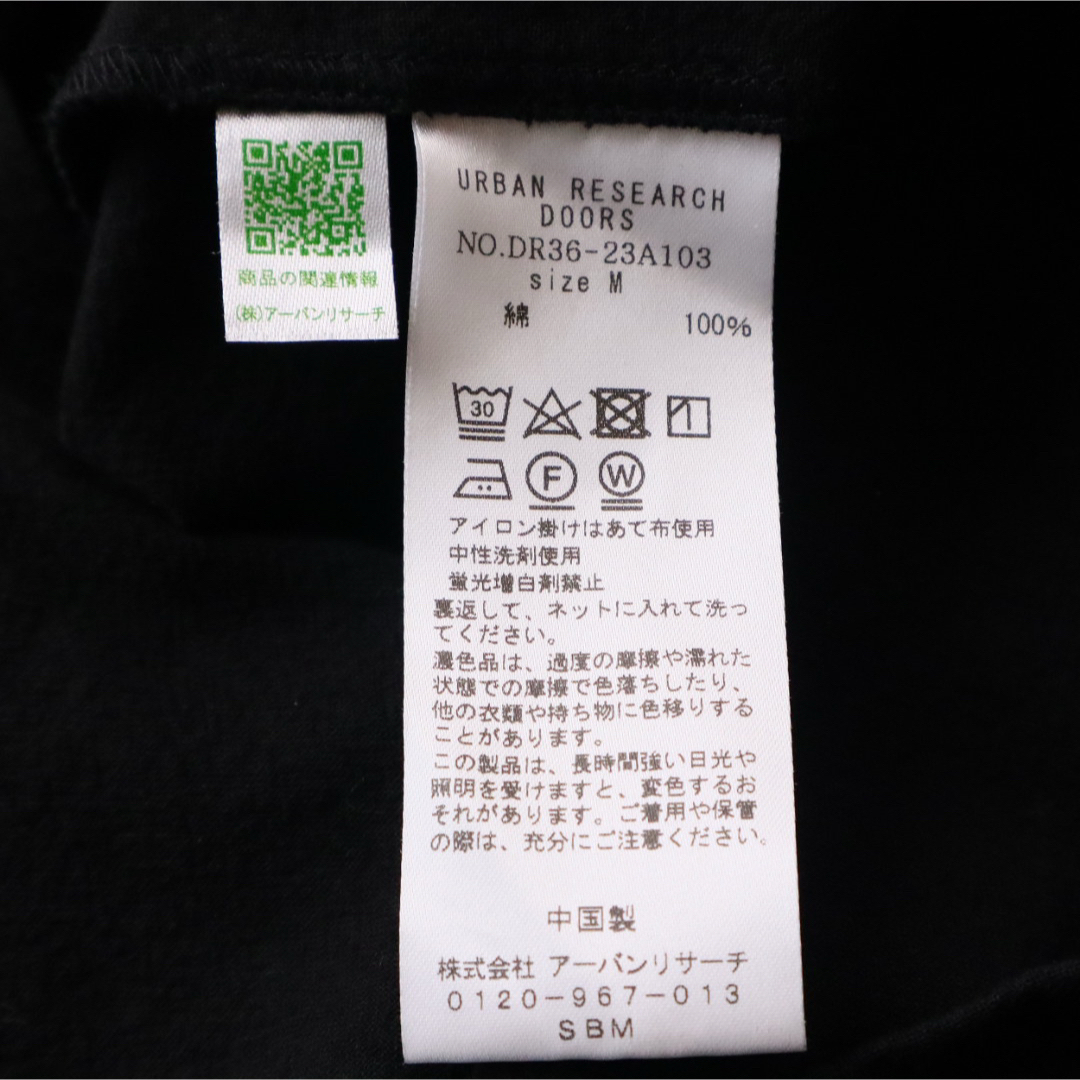 商品の関連情報
(株)アーバンリサーチ
URBAN RESEARCH
DOORS
NO.DR36-23A103
size M
綿 100%
30
F W
アイロン掛けはあて布使用
中性洗剤使用
蛍光増白剤禁止
裏返して、ネットに入れて洗っ
てください。
濃色品は、過度の摩擦や濡れた
状態での摩擦で色落ちしたり、
他の衣類や持ち物に色移りする
ことがあります。
この製品は、長時間強い日光や
照明を受けますと、変色するお
それがあります。ご着用や保管
の際は、充分にご注意ください。
中国製
株式会社 アーバンリサーチ
0120-967-013
SBM